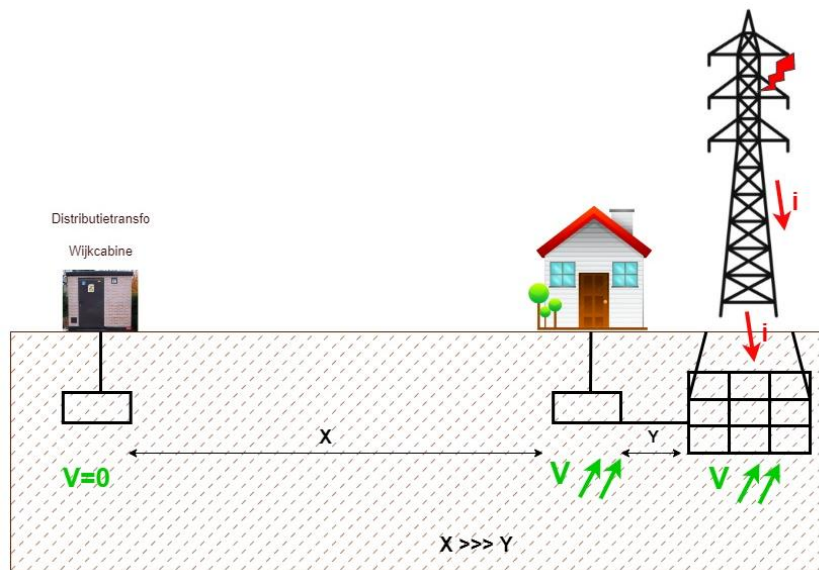 Distributietransfo
Wijkcabine
i
i
X
Y
V=0
V
V
X >>> Y